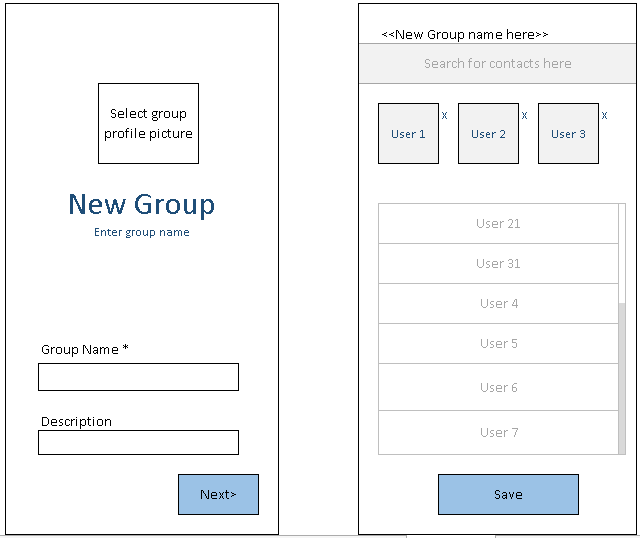 Select group
profile picture
New Group
Enter group name
Group Name *
Description
Next>
<<New Group name here>>
Search for contacts here
User 1
x
User 2
x
User 3
x
User 21
User 31
User 4
User 5
User 6
User 7
Save